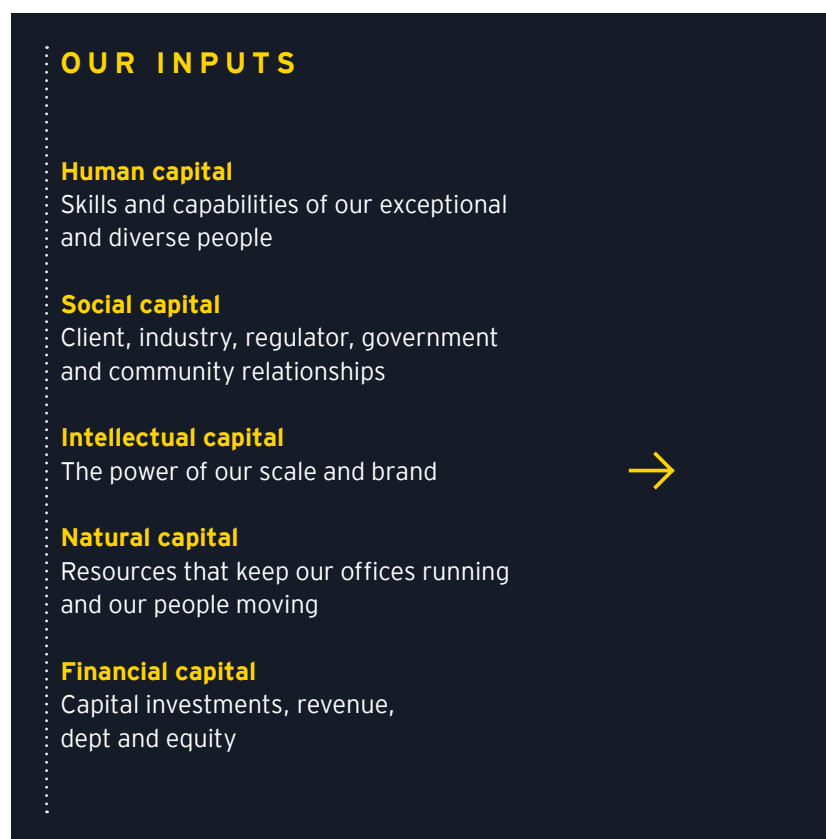 OUR INPUTS
Human capital
Skills and capabilities of our exceptional
and diverse people
Social capital
Client, industry, regulator, government
and community relationships
Intellectual capital
The power of our scale and brand
Natural capital
Resources that keep our offices running
and our people moving
Financial capital
Capital investments, revenue,
dept and equity